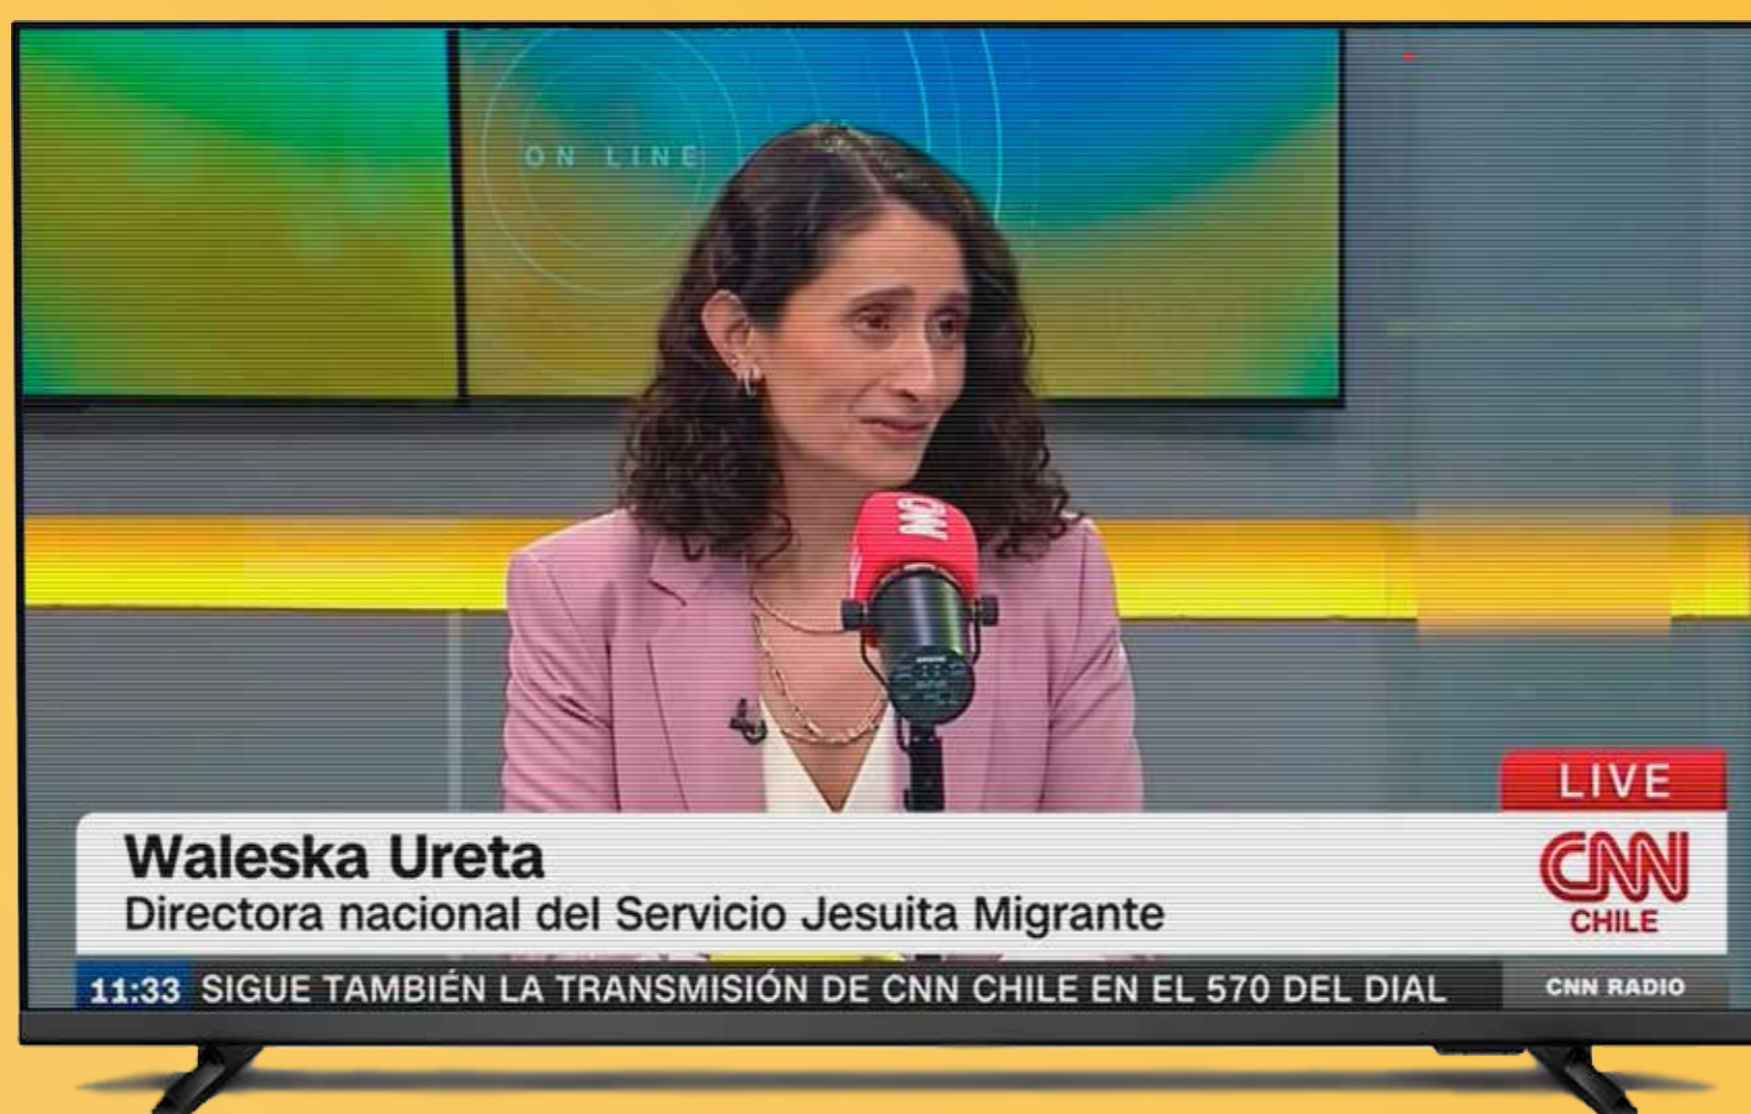 ON LINE
CNN
LIVE
Waleska Ureta
Directora nacional del Servicio Jesuita Migrante
CNN
CHILE
11:33 SIGUE TAMBIÉN LA TRANSMISIÓN DE CNN CHILE EN EL 570 DEL DIAL
CNN RADIO